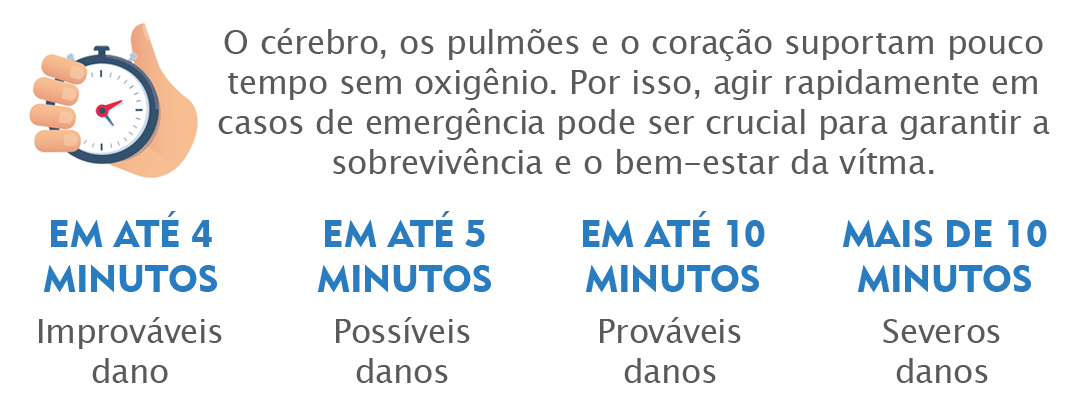 O cérebro, os pulmões e o coração suportam pouco
tempo sem oxigênio. Por isso, agir rapidamente em
casos de emergência pode ser crucial para garantir a
sobrevivência e o bem-estar da vítma.
EM ATÉ 4
MINUTOS
Improváveis
dano
EM ATÉ 5
MINUTOS
Possíveis
danos
EM ATÉ 10
MINUTOS
Prováveis
danos
MAIS DE 10
MINUTOS
Severos
danos